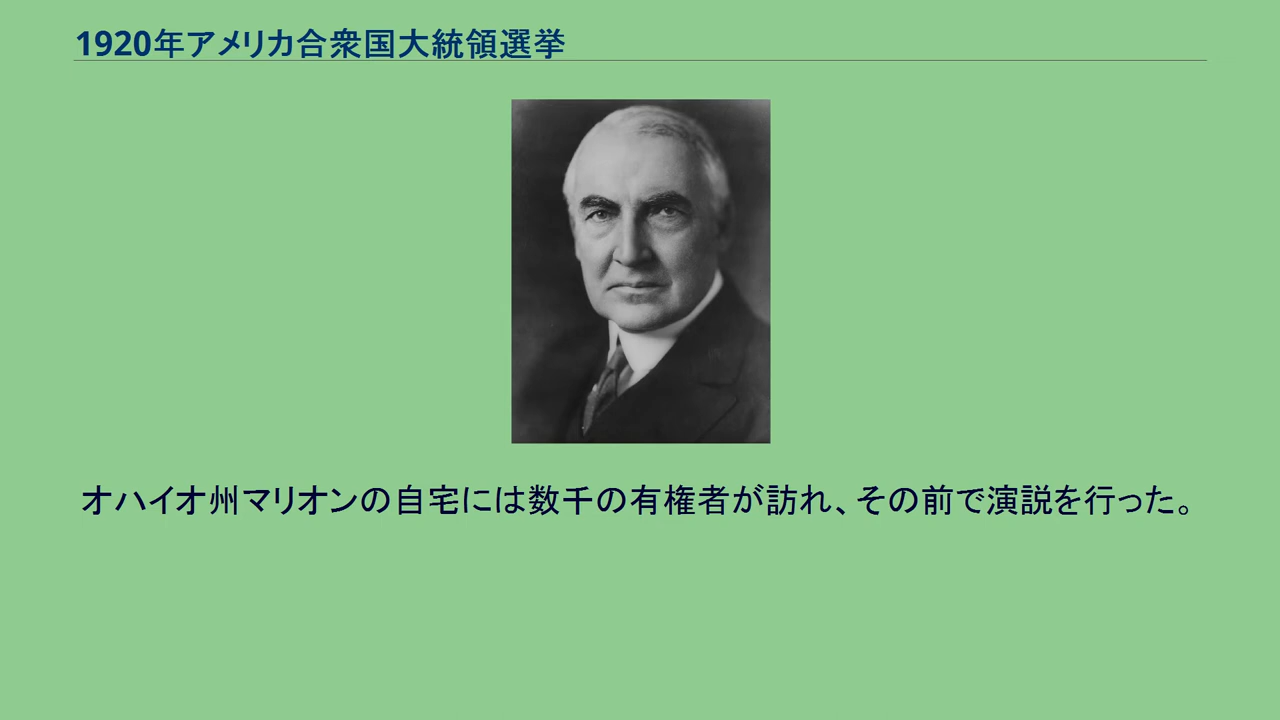 1920年アメリカ合衆国大統領選挙
オハイオ州マリオンの自宅には数千の有権者が訪れ、その前で演説を行った。